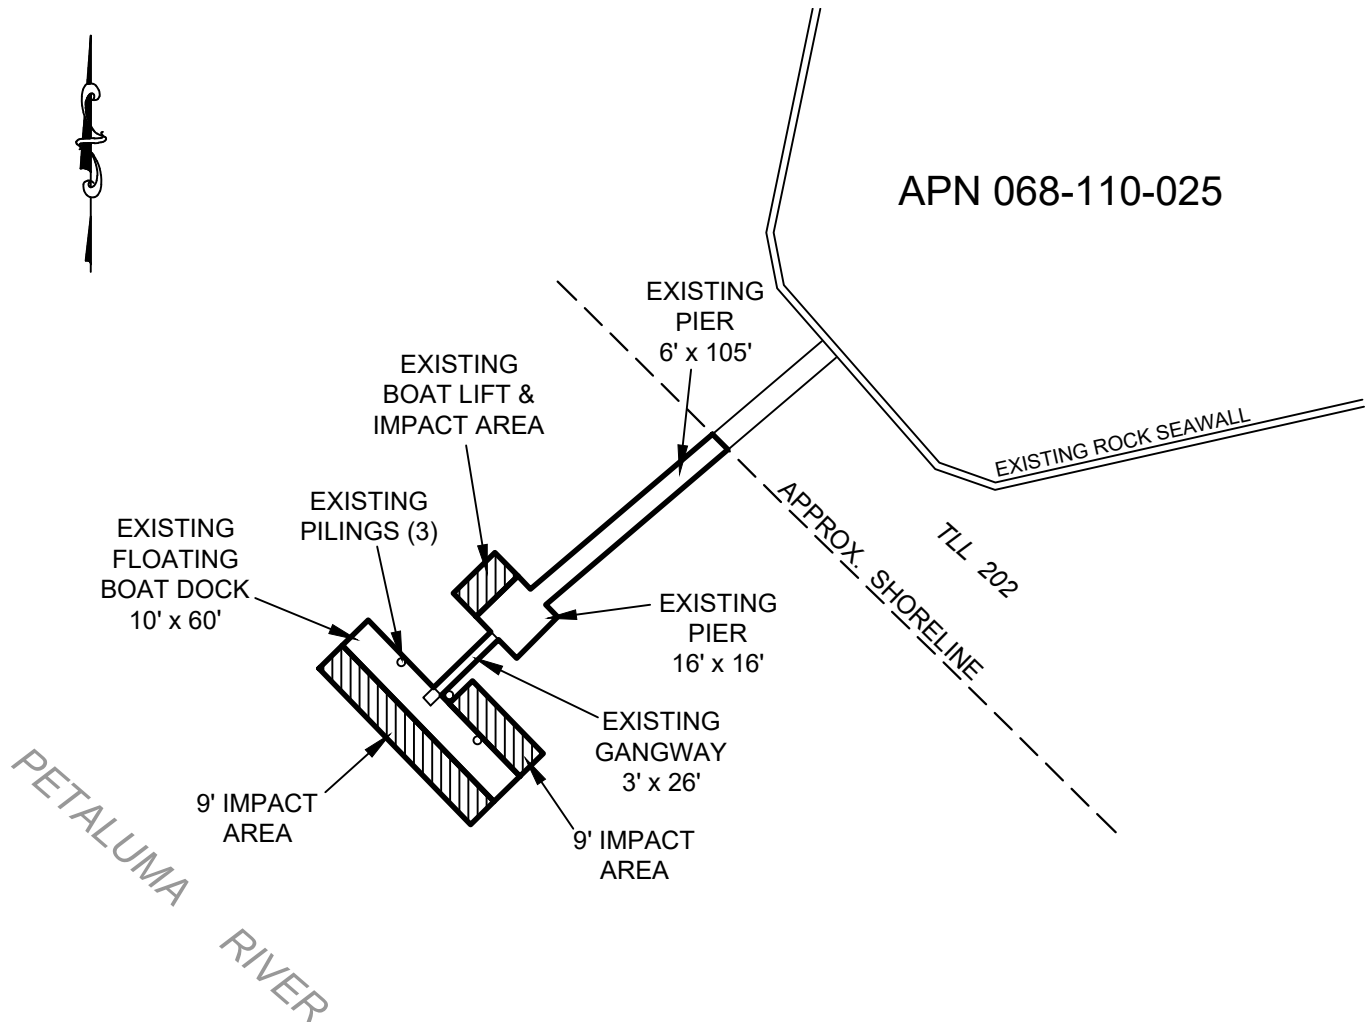 APN 068-110-025
EXISTING
PIER
6' x 105'
EXISTING
BOAT LIFT &
IMPACT AREA
EXISTING ROCK SEAWALL
EXISTING
PILINGS (3)
EXISTING
FLOATING
BOAT DOCK
10' x 60'
APPROX. SHORELINE
TLL 202
EXISTING
PIER
16' x 16'
EXISTING
GANGWAY
3' x 26'
9' IMPACT
AREA
9' IMPACT
AREA
PETALUMA RIVER